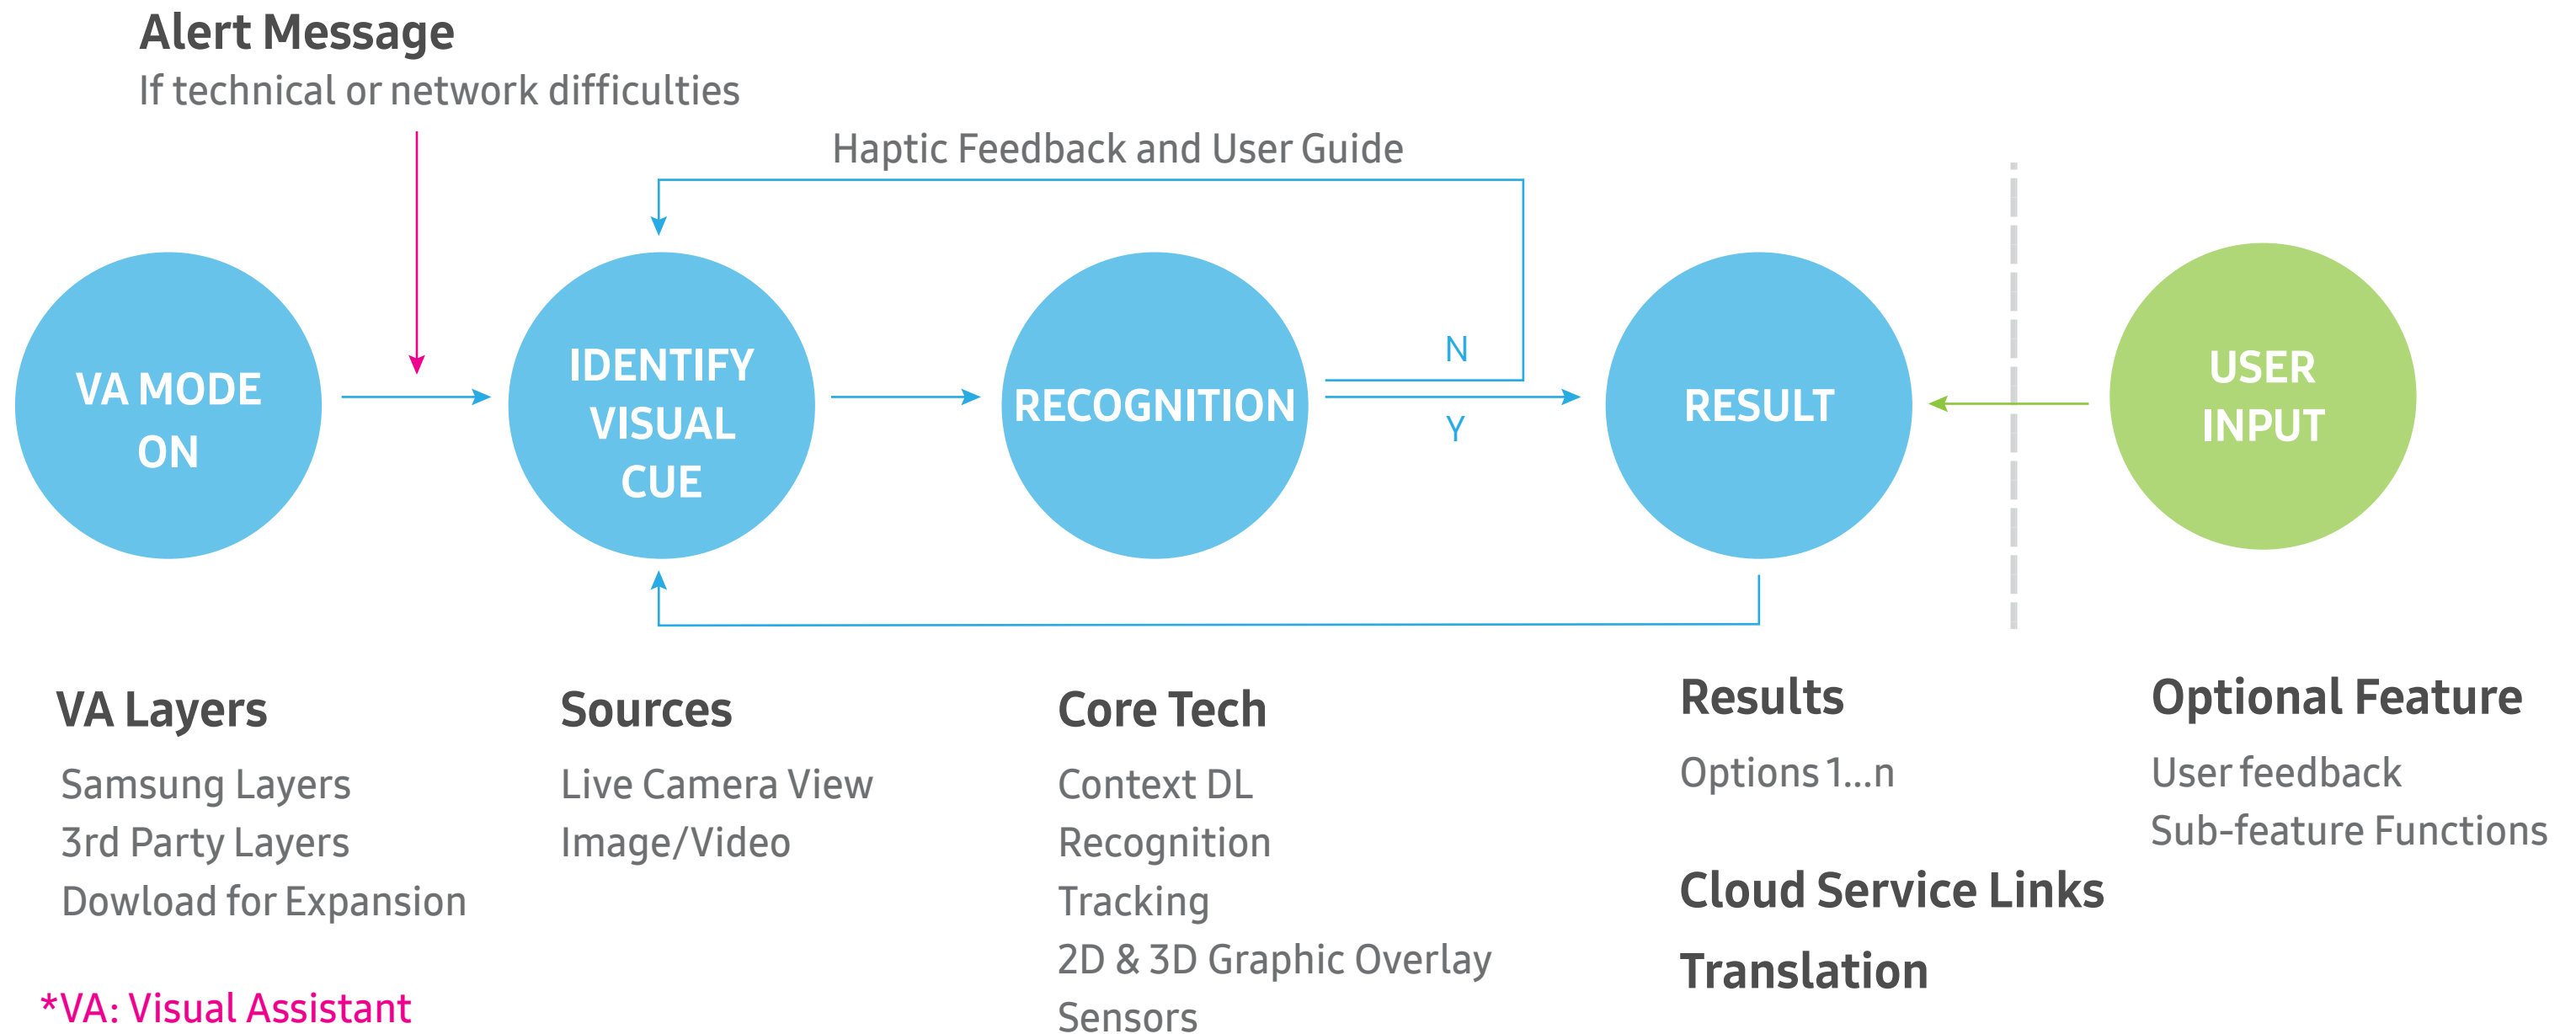 Alert Message
If technical or network difficulties
Haptic Feedback and User Guide
VA MODE
ON
IDENTIFY
VISUAL
CUE
RECOGNITION
N
Y
RESULT
USER
INPUT
VA Layers
Samsung Layers
3rd Party Layers
Dowload for Expansion
*VA: Visual Assistant
Sources
Live Camera View
Image/Video
Core Tech
Context DL
Recognition
Tracking
2D & 3D Graphic Overlay
Sensors
Results
Options 1...n
Cloud Service Links
Translation
Optional Feature
User feedback
Sub-feature Functions